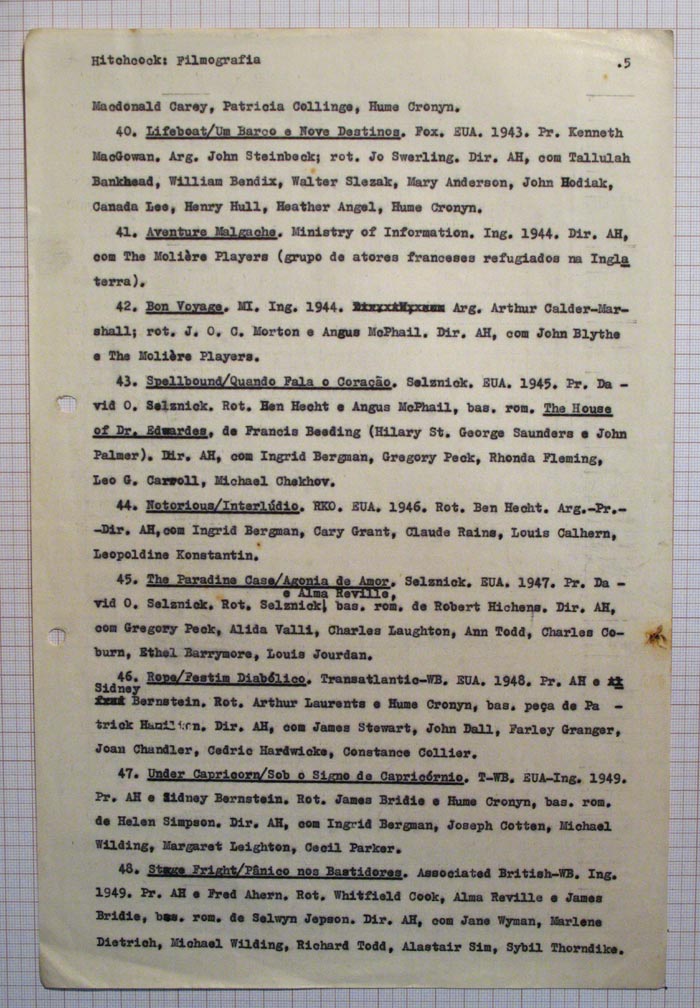 Hitchcock: Filmografia .5
Macdonald Carey, Patricia Collinge, Hume Cronyn.
40. Lifeboat/Um Barco e Nove Destinos. Fox. EUA. 1943. Pr. Kenneth
MacGowan. Arg. John Steinbeck; rot. Jo Swerling. Dir. AH, com Tallulah
Bankhead, William Bendix, Walter Slezak, Mary Anderson, John Hodiak,
Canada Lee, Henry Hull, Heather Angel, Hume Cronyn.
41. Aventure Malgache. Ministry of Information. Ing. 1944. Dir. AH,
com The Molière Players (grupo de atores franceses refugiados na Ingla
terra).
42. Bon Voyage. MI. Ing. 1944. Arg. Arthur Calder-Mar-
shall; rot. J. O. C. Morton e Angus McPhail. Dir. AH, com John Blythe
e The Molière Players.
43. Spellbound/Quando Fala o Coração. Selznick. EUA. 1945. Pr. Da -
vid O. Selznick. Rot. Ben Hecht e Angus McPhail, bas. rom. The House
of Dr. Edwardes, de Francis Beeding (Hilary St. George Saunders e John
Palmer). Dir. AH, com Ingrid Bergman, Gregory Peck, Rhonda Fleming,
Leo G. Carroll, Michael Chekhov.
44. Notorious/Interlúdio. RKO. EUA. 1946. Rot. Ben Hecht. Arg.-Pr.-
-Dir. AH,com Ingrid Bergman, Cary Grant, Claude Rains, Louis Calhern,
Leopoldine Konstantin.
45. The Paradine Case/Agonia de Amor. Selznick. EUA. 1947. Pr. Da -
e Alma Reville,
vid O. Selznick. Rot. Selznick, bas. rom. de Robert Hichens. Dir. AH,
com Gregory Peck, Alida Valli, Charles Laughton, Ann Todd, Charles Co-
burn, Ethel Barrymore, Louis Jourdan.
46. Rope/Festim Diabólico. Transatlantic-WB. EUA. 1948. Pr. AH e
Sidney
Bernstein. Rot. Arthur Laurents e Hume Cronyn, bas. peça de Pa -
trick Hamilton. Dir. AH, com James Stewart, John Dall, Farley Granger,
Joan Chandler, Cedric Hardwicke, Constance Collier.
47. Under Capricorn/Sob o Signo de Capricórnio. T-WB. EUA-Ing. 1949.
Pr. AH e Sidney Bernstein. Rot. James Bridie e Hume Cronyn, bas. rom.
de Helen Simpson. Dir. AH, com Ingrid Bergman, Joseph Cotten, Michael
Wilding, Margaret Leighton, Cecil Parker.
48. Stage Fright/Pânico nos Bastidores. Associated British-WB. Ing.
1949. Pr. AH e Fred Ahern. Rot. Whitfield Cook, Alma Reville e James
Bridie, bas. rom. de Selwyn Jepson. Dir. AH, com Jane Wyman, Marlene
Dietrich, Michael Wilding, Richard Todd, Alastair Sim, Sybil Thorndike.